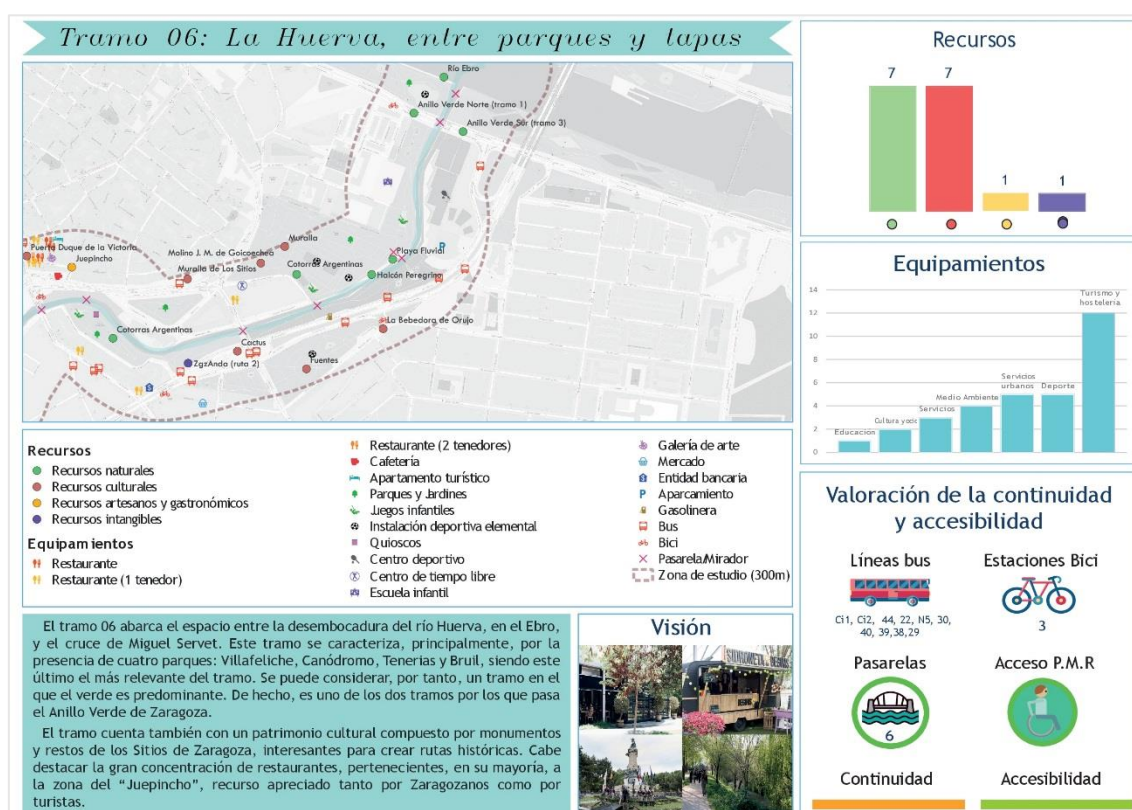 Tramo 06: La Huerva, entre parques y tapas
Río Ebro
Anillo Verde Norte (tramo 1)
Anillo Verde Sur (tramo 3)
Puerta Duque de la Victoria
Juepincho
Molino J. M. de Goicoechea
Muralla
Muralla de Los Sitios
Cotorras Argentinas
Playa Fluvial
Halcón Peregrino
La Bebedora de Orujo
Cotorras Argentinas
Cactus
ZgzAnda (ruta 2)
Fuentes
Recursos
Recursos naturales
Recursos culturales
Recursos artesanos y gastronómicos
Recursos intangibles
Equipamientos
Restaurante
Restaurante (1 tenedor)
Restaurante (2 tenedores)
Cafetería
Apartamento turístico
Parques y Jardines
Juegos infantiles
Instalación deportiva elemental
Quioscos
Centro deportivo
Centro de tiempo libre
Escuela infantil
Galería de arte
Mercado
Entidad bancaria
Aparcamiento
Gasolinera
Bus
Bici
Pasarela/Mirador
Zona de estudio (300m)
El tramo 06 abarca el espacio entre la desembocadura del río Huerva, en el Ebro,
y el cruce de Miguel Servet. Este tramo se caracteriza, principalmente, por la
presencia de cuatro parques: Villafeliche, Canódromo, Tenerias y Bruil, siendo este
último el más relevante del tramo. Se puede considerar, por tanto, un tramo en el
que el verde es predominante. De hecho, es uno de los dos tramos por los que pasa
el Anillo Verde de Zaragoza.
El tramo cuenta también con un patrimonio cultural compuesto por monumentos
y restos de los Sitios de Zaragoza, interesantes para crear rutas históricas. Cabe
destacar la gran concentración de restaurantes, pertenecientes, en su mayoría, a
la zona del “Juepincho”, recurso apreciado tanto por Zaragozanos como por
turistas.
Visión
Recursos
7 7 1 1
Equipamientos
14
12
10
8
6
4
2
0
Educación
Cultura y ocio
Servicios
Medio Ambiente
Servicios
urbanos
Deporte
Turismo y
hostelería
Valoración de la continuidad
y accesibilidad
Líneas bus
Ci1, Ci2, 44, 22, N5, 30,
40, 39,38,29
Estaciones Bici
3
Pasarelas
6
Acceso P.M.R
Continuidad
Accesibilidad